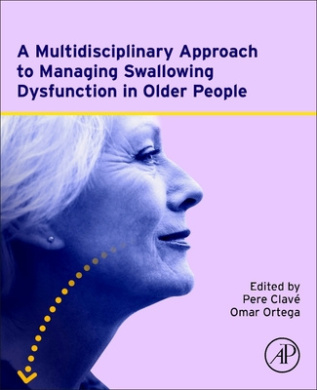 A Multidisciplinary Approach
to Managing Swallowing
Dysfunction in Older People
Edited by
Pere Clavé
Omar Ortega
AP